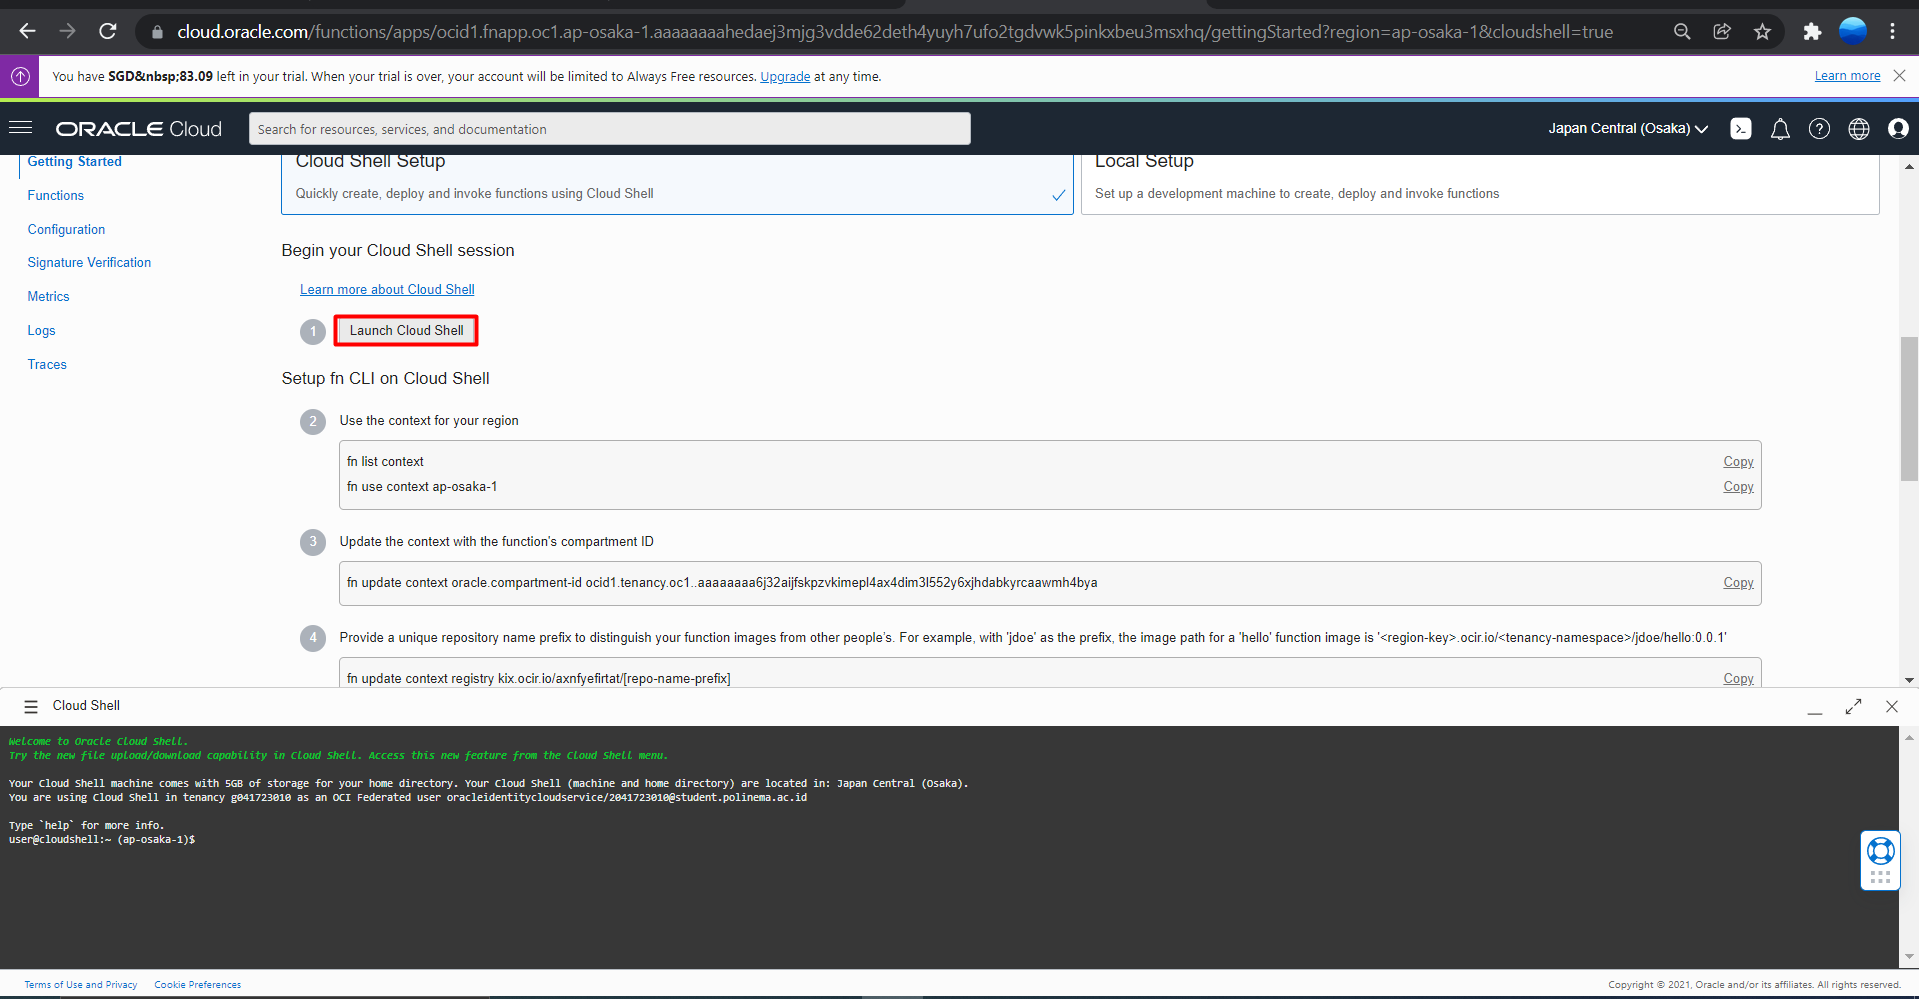 cloud.oracle.com/functions/apps/ocid1.fnapp.oc1.ap-osaka-1.aaaaaaaahedaej3mjg3vdde62deth4yuyh7ufo2tgdvwk5pinkxbeu3msxhq/gettingStarted?region=ap-osaka-1&cloudshell=true
You have SGD&nbsp;83.09 left in your trial. When your trial is over, your account will be limited to Always Free resources. Upgrade at any time.
Learn more
ORACLE Cloud
Search for resources, services, and documentation
Japan Central (Osaka)
Getting Started
Functions
Configuration
Signature Verification
Metrics
Logs
Traces
Cloud Shell Setup
Quickly create, deploy and invoke functions using Cloud Shell
Local Setup
Set up a development machine to create, deploy and invoke functions
Begin your Cloud Shell session
Learn more about Cloud Shell
1 Launch Cloud Shell
Setup fn CLI on Cloud Shell
2 Use the context for your region
fn list context Copy
fn use context ap-osaka-1 Copy
3 Update the context with the function's compartment ID
fn update context oracle.compartment-id ocid1.tenancy.oc1..aaaaaaaa6j32aijfskpzvkimepl4ax4dim3l552y6xjhdabkyrcaawmh4bya Copy
4 Provide a unique repository name prefix to distinguish your function images from other people's. For example, with 'jdoe' as the prefix, the image path for a 'hello' function image is '<region-key>.ocir.io/<tenancy-namespace>/jdoe/hello:0.0.1'
fn update context registry kix.ocir.io/axnfyefirtat/[repo-name-prefix] Copy
Cloud Shell
Welcome to Oracle Cloud Shell.
Try the new file upload/download capability in Cloud Shell. Access this new feature from the Cloud Shell menu.
Your Cloud Shell machine comes with 5GB of storage for your home directory. Your Cloud Shell (machine and home directory) are located in: Japan Central (Osaka).
You are using Cloud Shell in tenancy g041723010 as an OCI Federated user oracleidentitycloudservice/2041723010@student.polinema.ac.id
Type `help` for more info.
user@cloudshell:~ (ap-osaka-1)$
Terms of Use and Privacy Cookie Preferences
Copyright © 2021, Oracle and/or its affiliates. All rights reserved.